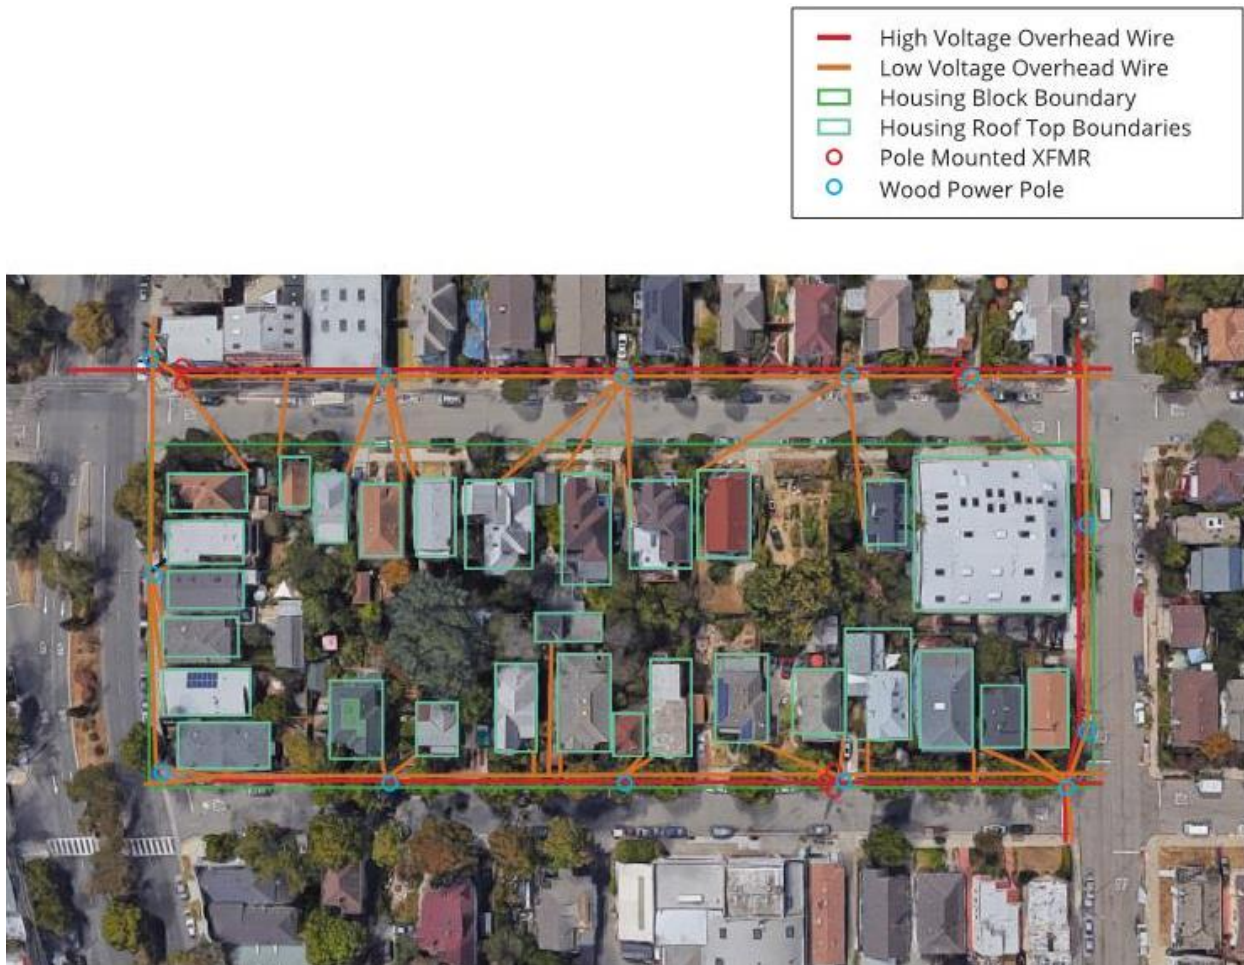 High Voltage Overhead Wire
Low Voltage Overhead Wire
Housing Block Boundary
Housing Roof Top Boundaries
Pole Mounted XFMR
Wood Power Pole